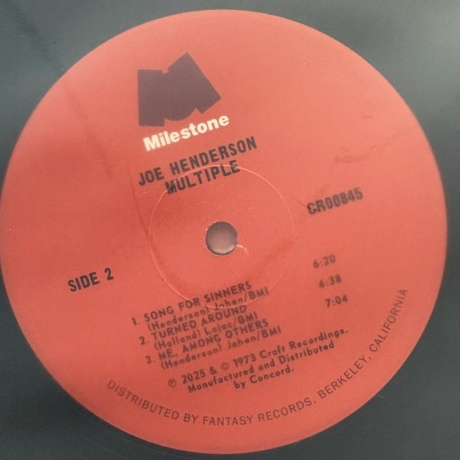 Milestone
JOE HENDERSON
MULTIPLE
CR00845
SIDE 2
1. SONG FOR SINNERS 6:20
(Henderson) Johen/BMI
2. TURNED AROUND 6:38
(Holland) Lojac/BMI
3. ME, AMONG OTHERS 7:04
(Henderson) Johen/BMI
℗ 2025 & © 1973 Craft Recordings.
Manufactured and Distributed
by Concord.
DISTRIBUTED BY FANTASY RECORDS, BERKELEY, CALIFORNIA